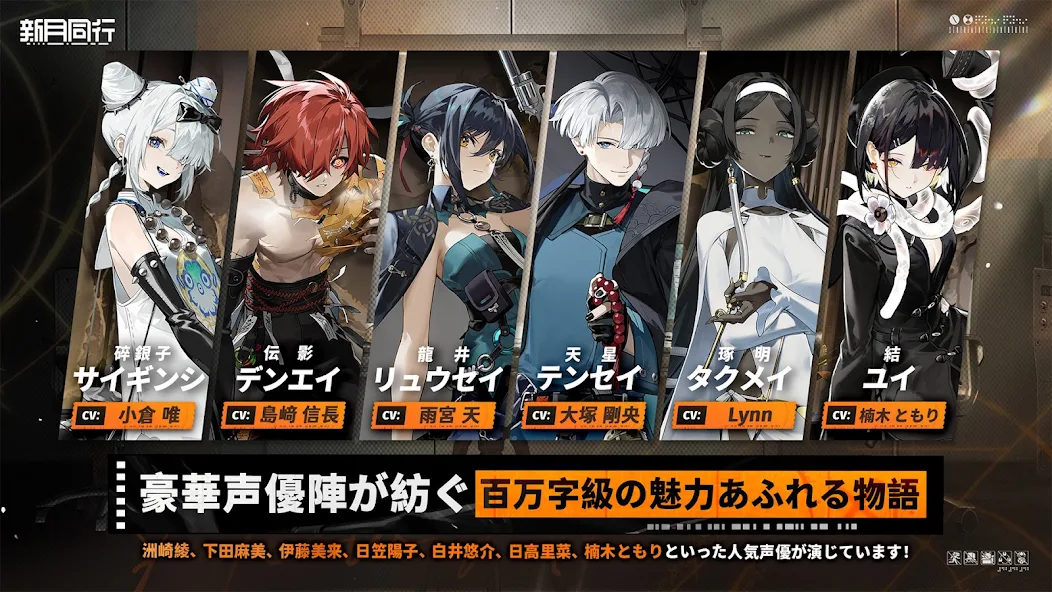 新月同行
碎銀子
サイギンシ
CV: 小倉 唯
伝影
デンエイ
CV: 島﨑 信長
龍井
リュウセイ
CV: 雨宮 天
天星
テンセイ
CV: 大塚 剛央
琢明
タクメイ
CV: Lynn
結
ユイ
CV: 楠木 ともり
豪華声優陣が紡ぐ 百万字級の魅力あふれる物語
洲崎綾、下田麻美、伊藤美来、日笠陽子、白井悠介、日高里菜、楠木ともりといった人気声優が演じています!